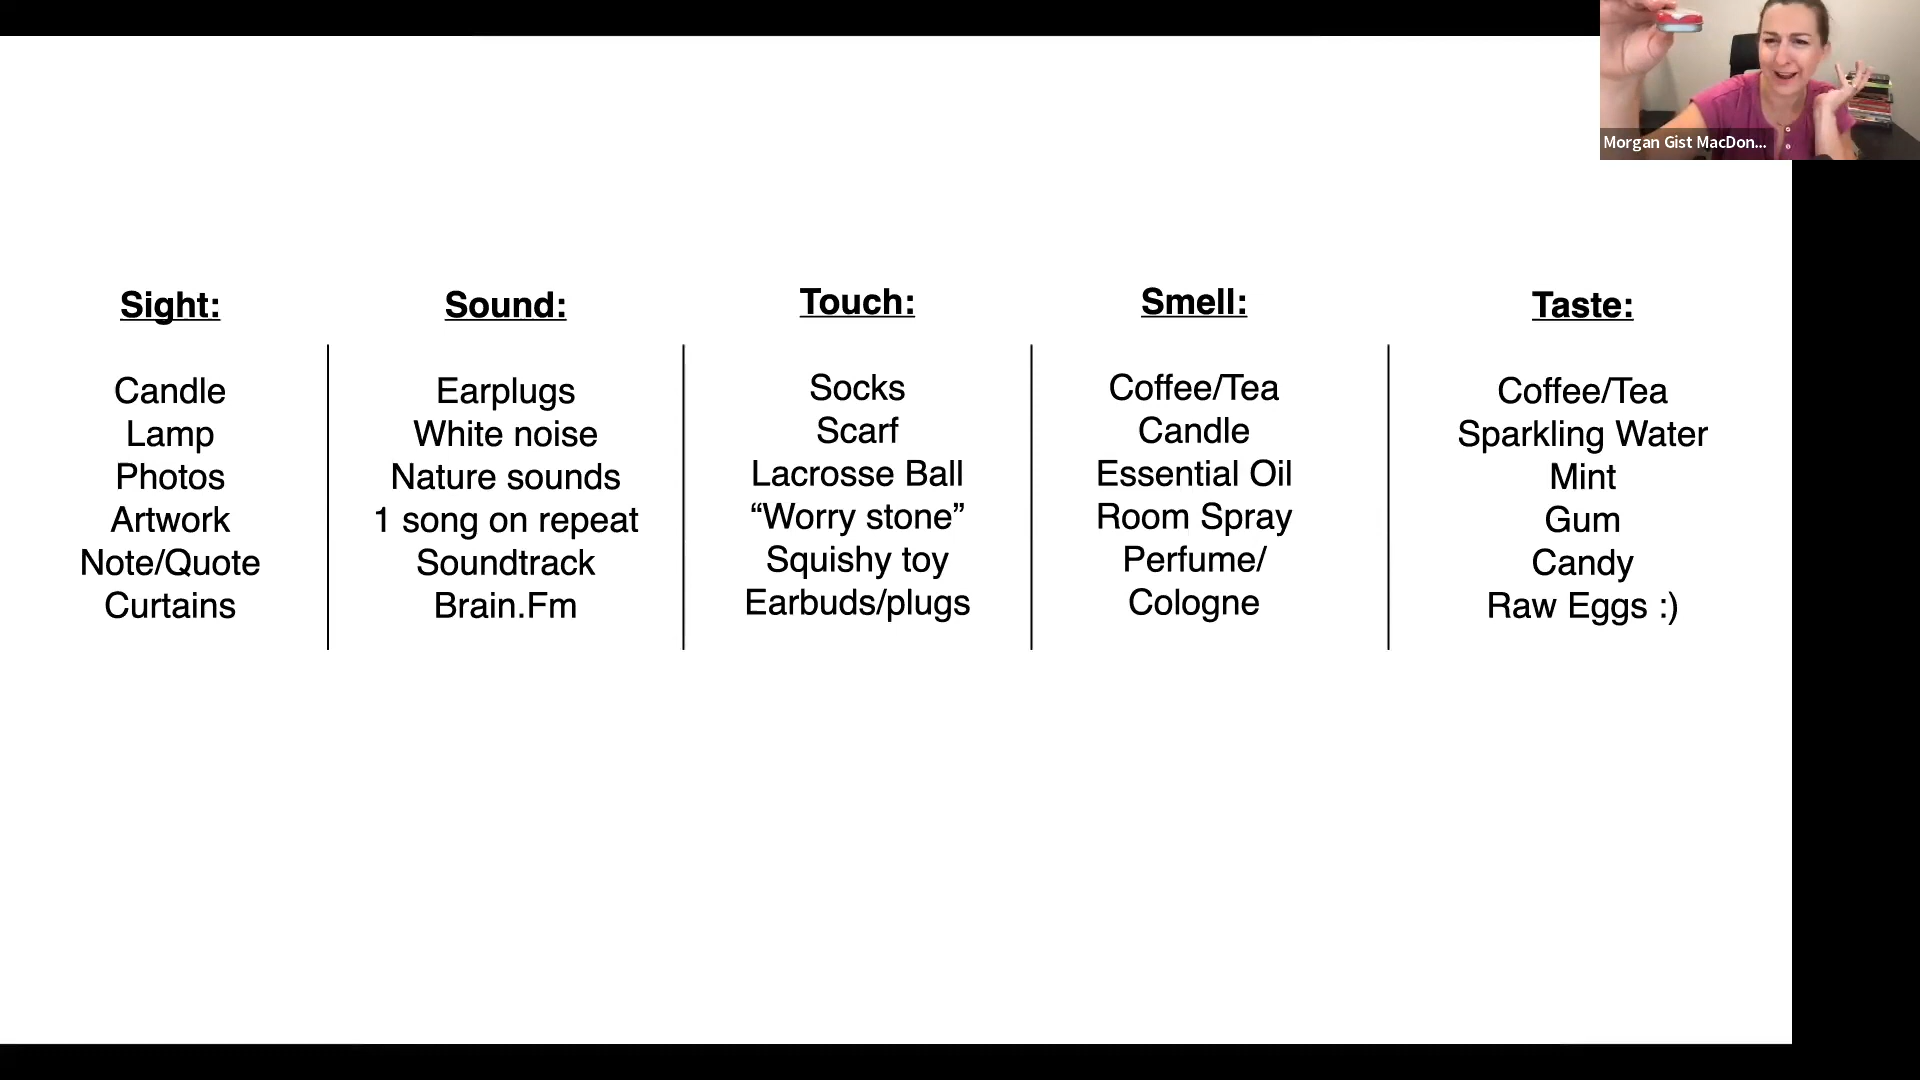 Morgan Gist MacDon...
Sight:
Candle
Lamp
Photos
Artwork
Note/Quote
Curtains
Sound:
Earplugs
White noise
Nature sounds
1 song on repeat
Soundtrack
Brain.Fm
Touch:
Socks
Scarf
Lacrosse Ball
“Worry stone”
Squishy toy
Earbuds/plugs
Smell:
Coffee/Tea
Candle
Essential Oil
Room Spray
Perfume/
Cologne
Taste:
Coffee/Tea
Sparkling Water
Mint
Gum
Candy
Raw Eggs :)